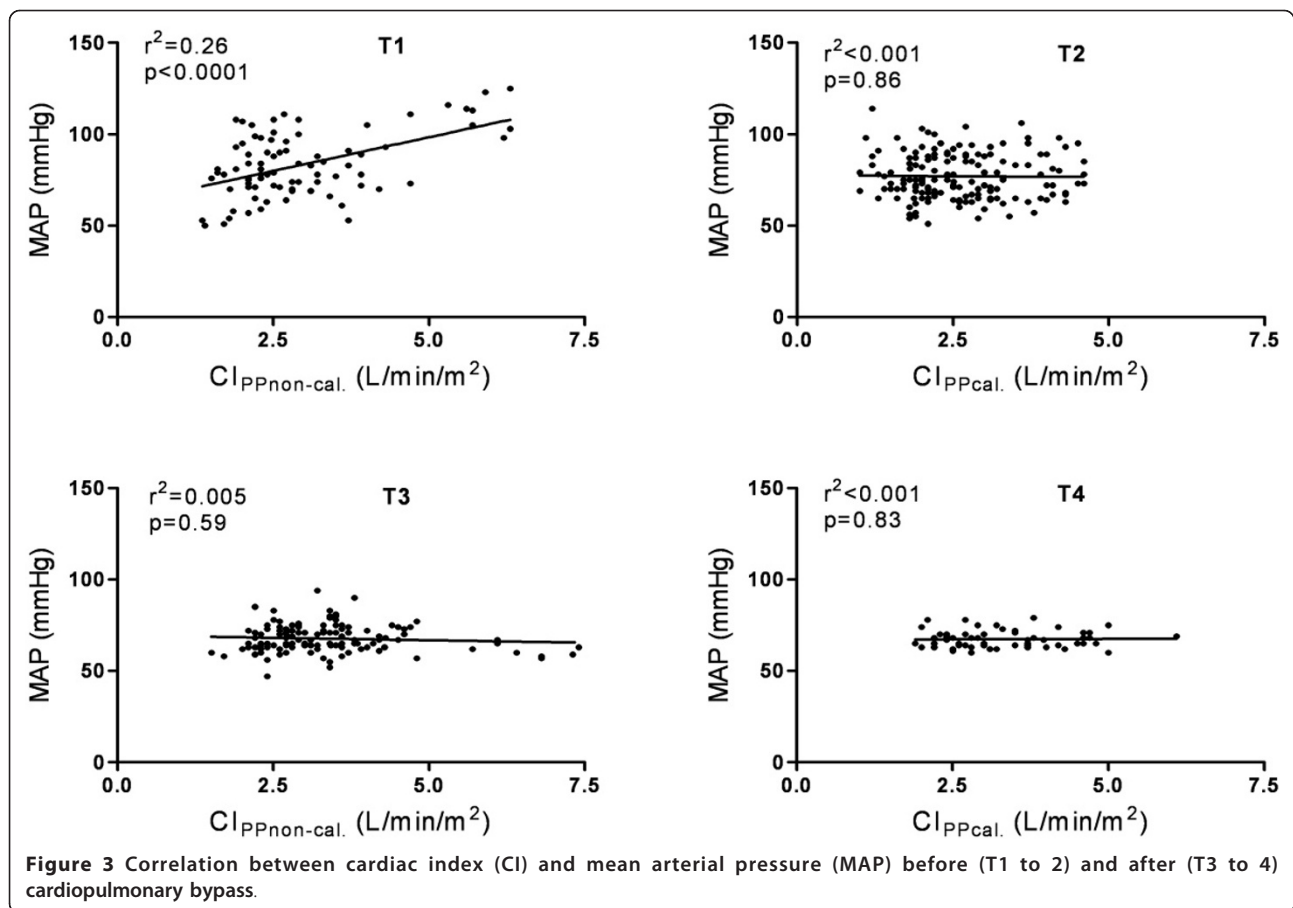 r²=0.26
p<0.0001
T1
150
100
50
0
MAP (mmHg)
0.0 2.5 5.0 7.5
CI_PPnon-cal. (L/min/m²)
r²<0.001
p=0.86
T2
150
100
50
0
MAP (mmHg)
0.0 2.5 5.0 7.5
CI_PPcal. (L/min/m²)
r²=0.005
p=0.59
T3
150
100
50
0
MAP (mmHg)
0.0 2.5 5.0 7.5
CI_PPnon-cal. (L/min/m²)
r²<0.001
p=0.83
T4
150
100
50
0
MAP (mmHg)
0.0 2.5 5.0 7.5
CI_PPcal. (L/min/m²)
Figure 3 Correlation between cardiac index (CI) and mean arterial pressure (MAP) before (T1 to 2) and after (T3 to 4)
cardiopulmonary bypass.